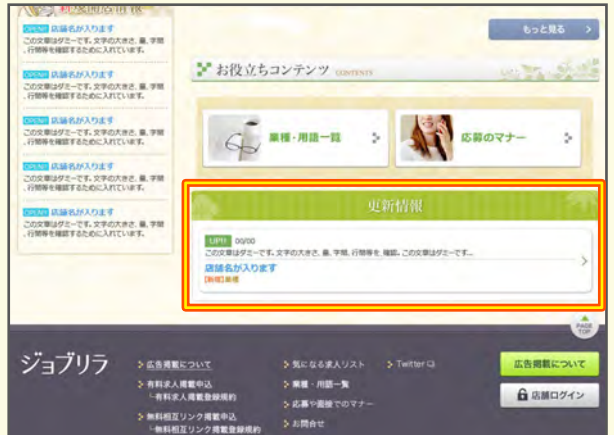 新規開店情報
OPEN!! 店舗名が入ります
この文章はダミーです。文字の大きさ、量、字間
、行間等を確認するために入れています。
OPEN!! 店舗名が入ります
この文章はダミーです。文字の大きさ、量、字間
、行間等を確認するために入れています。
OPEN!! 店舗名が入ります
この文章はダミーです。文字の大きさ、量、字間
、行間等を確認するために入れています。
OPEN!! 店舗名が入ります
この文章はダミーです。文字の大きさ、量、字間
、行間等を確認するために入れています。
OPEN!! 店舗名が入ります
この文章はダミーです。文字の大きさ、量、字間
、行間等を確認するために入れています。
もっと見る
お役立ちコンテンツ CONTENTS
業種・用語一覧
応募のマナー
更新情報
UP!! 00/00
この文章はダミーです。文字の大きさ、量、字間、行間等を 確認。この文章はダミーです...
店舗名が入ります
[新宿]業種
PAGE
TOP
ジョブリラ
広告掲載について
有料求人掲載申込
└有料求人掲載登録規約
無料相互リンク掲載申込
└無料相互リンク掲載登録規約
気になる求人リスト
業種・用語一覧
応募や面接でのマナー
お問合せ
Twitter
広告掲載について
店舗ログイン